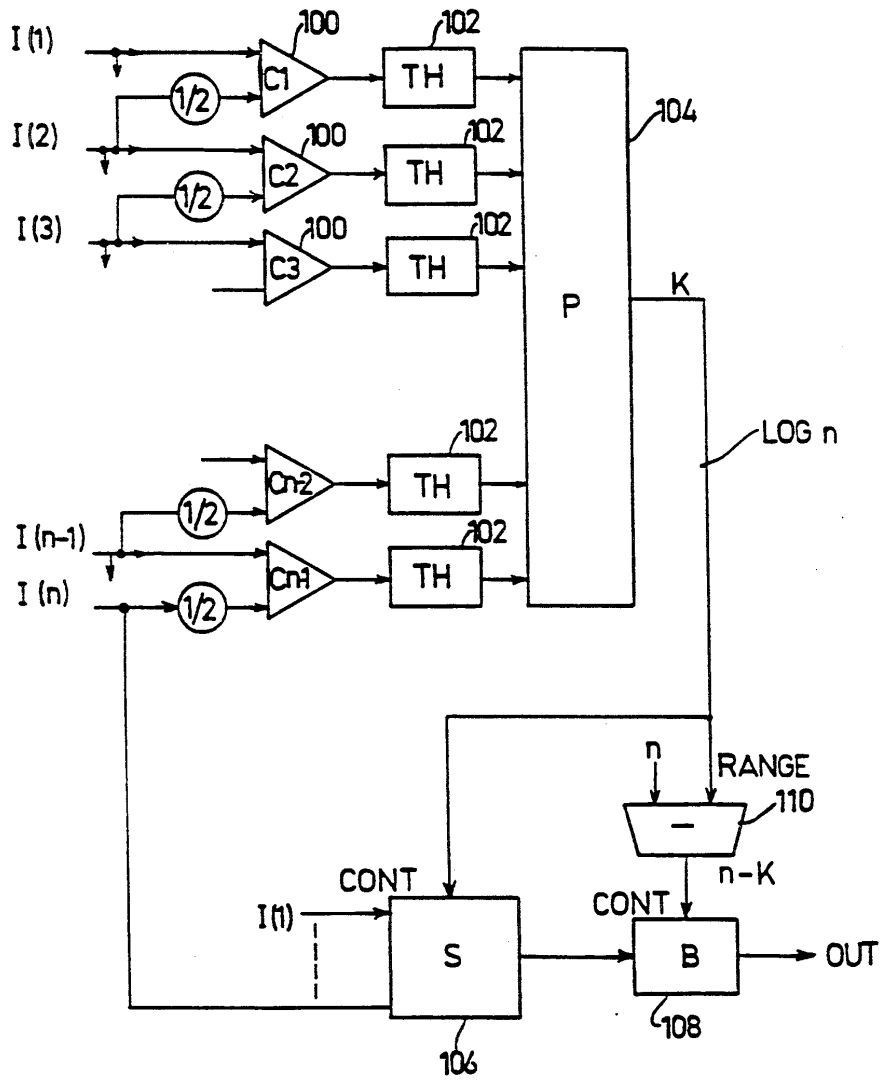 100
102
I(1)
C1
TH
1/2
104
100
102
I(2)
C2
TH
1/2
100
102
I(3)
C3
TH
K
P
102
LOG n
Cn-2
TH
1/2
102
I(n-1)
Cn-1
TH
I(n)
1/2
n
RANGE
110
−
n-K
CONT
CONT
I(1)
S
B
OUT
108
106